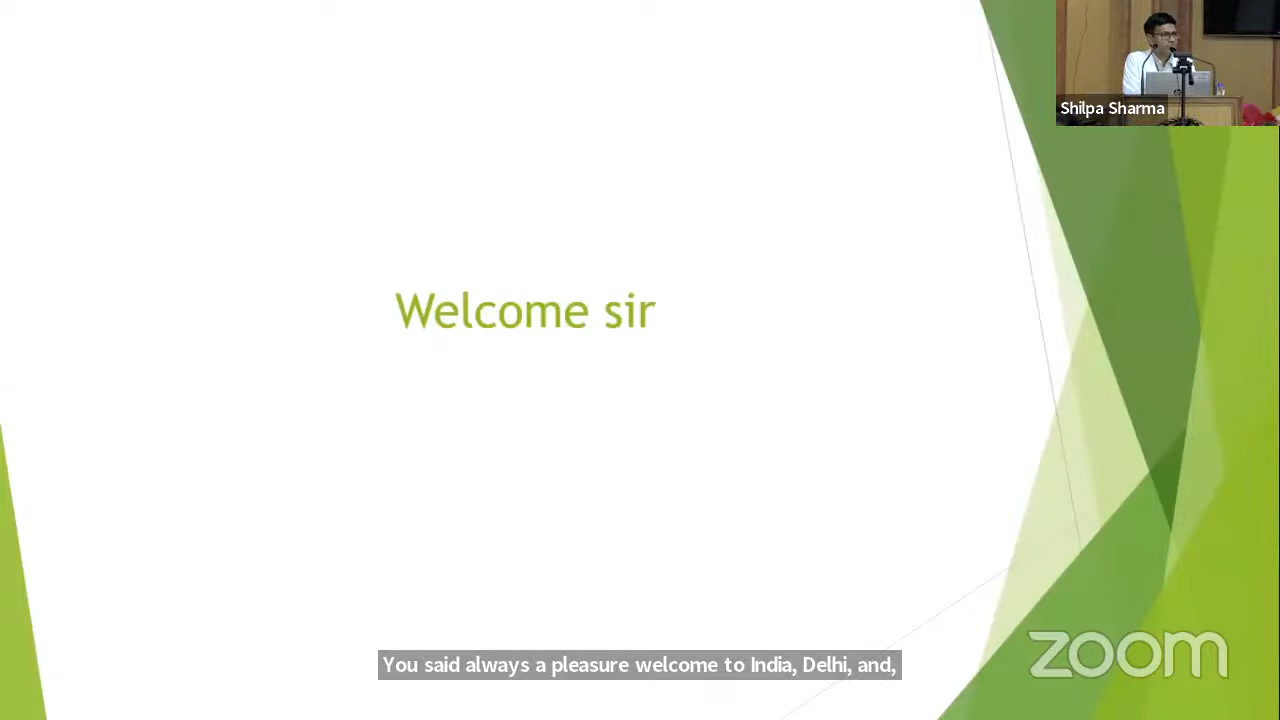 Shilpa Sharma
Welcome sir
You said always a pleasure welcome to India, Delhi, and,
zoom